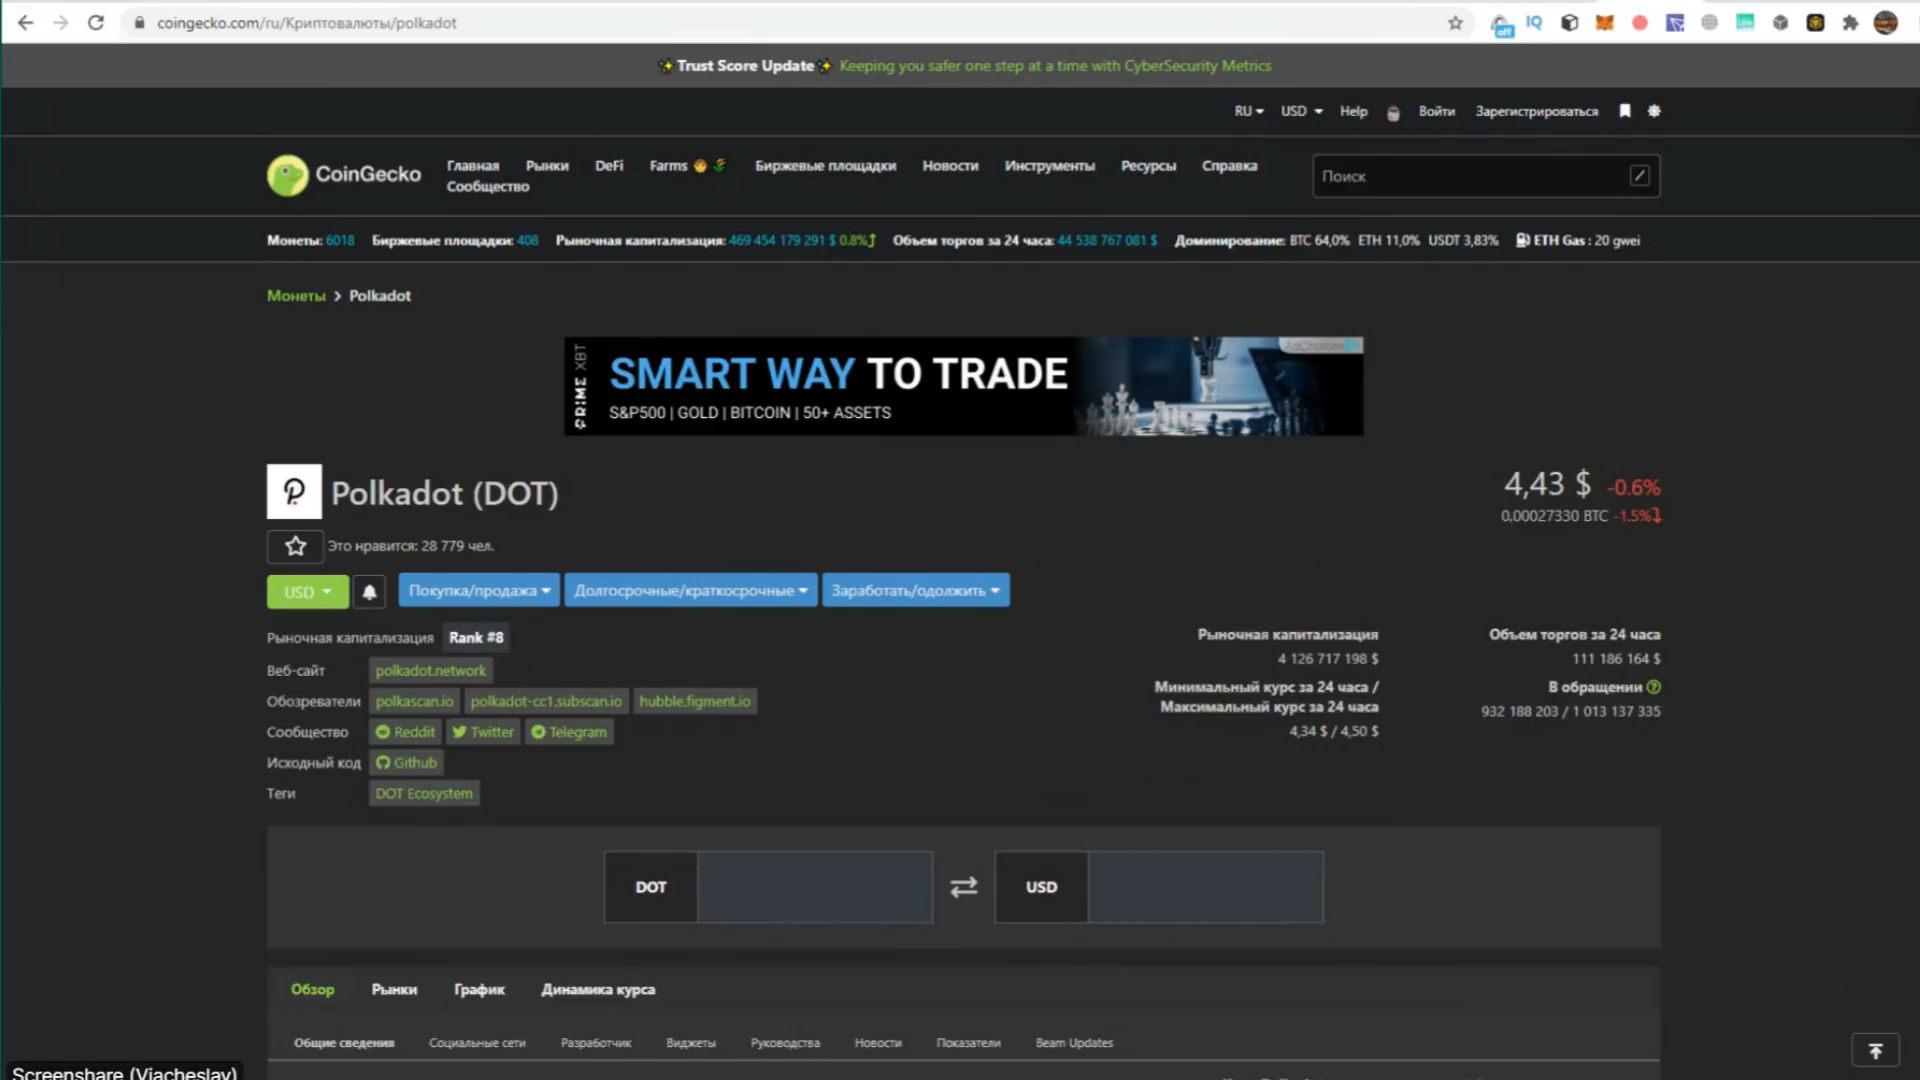 coingecko.com/ru/Криптовалюты/polkadot
off
IQ
Trust Score Update Keeping you safer one step at a time with CyberSecurity Metrics
RU USD Help Войти Зарегистрироваться
CoinGecko
Главная Рынки DeFi Farms Биржевые площадки Новости Инструменты Ресурсы Справка
Сообщество
Поиск /
Монеты: 6018 Биржевые площадки: 408 Рыночная капитализация: 469 454 179 291 $ 0.8% Объем торгов за 24 часа: 44 538 767 081 $ Доминирование: BTC 64,0% ETH 11,0% USDT 3,83% ETH Gas : 20 gwei
Монеты > Polkadot
PRIME XBT
SMART WAY TO TRADE
S&P500 | GOLD | BITCOIN | 50+ ASSETS
AdChoices
Polkadot (DOT)
4,43 $ -0.6%
0,00027330 BTC -1.5%
Это нравится: 28 779 чел.
USD Покупка/продажа Долгосрочные/краткосрочные Заработать/одолжить
Рыночная капитализация Rank #8
Веб-сайт polkadot.network
Обозреватели polkascan.io polkadot-cc1.subscan.io hubble.figment.io
Сообщество Reddit Twitter Telegram
Исходный код Github
Теги DOT Ecosystem
Рыночная капитализация
4 126 717 198 $
Минимальный курс за 24 часа /
Максимальный курс за 24 часа
4,34 $ / 4,50 $
Объем торгов за 24 часа
111 186 164 $
В обращении ?
932 188 203 / 1 013 137 335
DOT USD
Обзор Рынки График Динамика курса
Общие сведения Социальные сети Разработчик Виджеты Руководства Новости Показатели Beam Updates
Screenshare (Viacheslav)